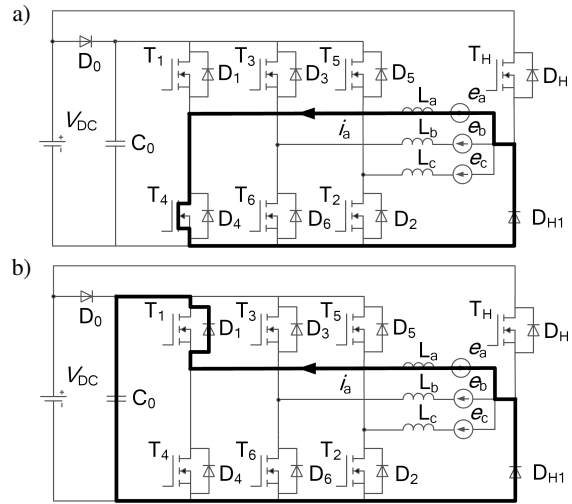 a)
D0 T1 D1 T3 D3 T5 D5 TH DH
La ea
VDC C0 ia Lb eb
Lc ec
T4 D4 T6 D6 T2 D2 DH1
b)
D0 T1 D1 T3 D3 T5 D5 TH DH
La ea
VDC C0 ia Lb eb
Lc ec
T4 D4 T6 D6 T2 D2 DH1